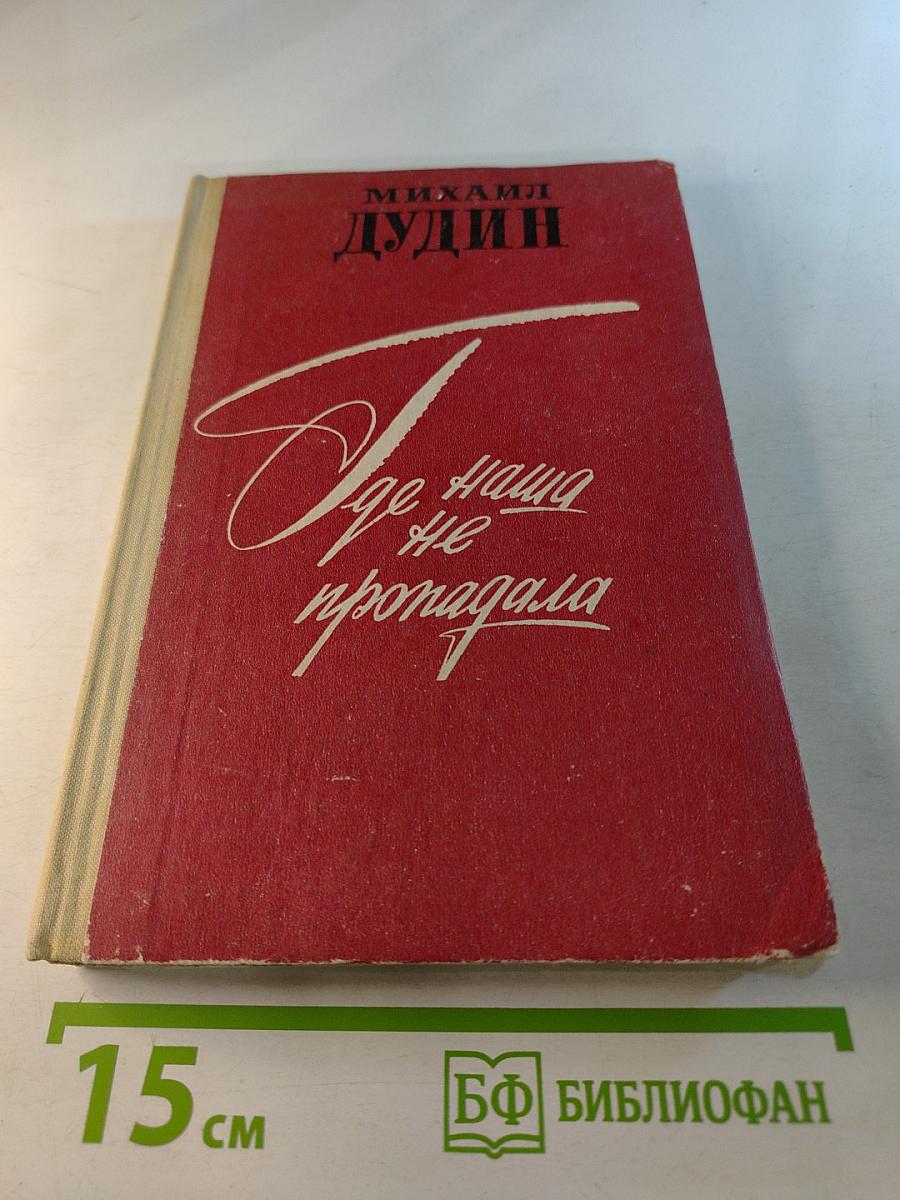 МИХАИЛ
ДУДИН
Где наша
не
пропадала
15 см
БФ БИБЛИОФАН